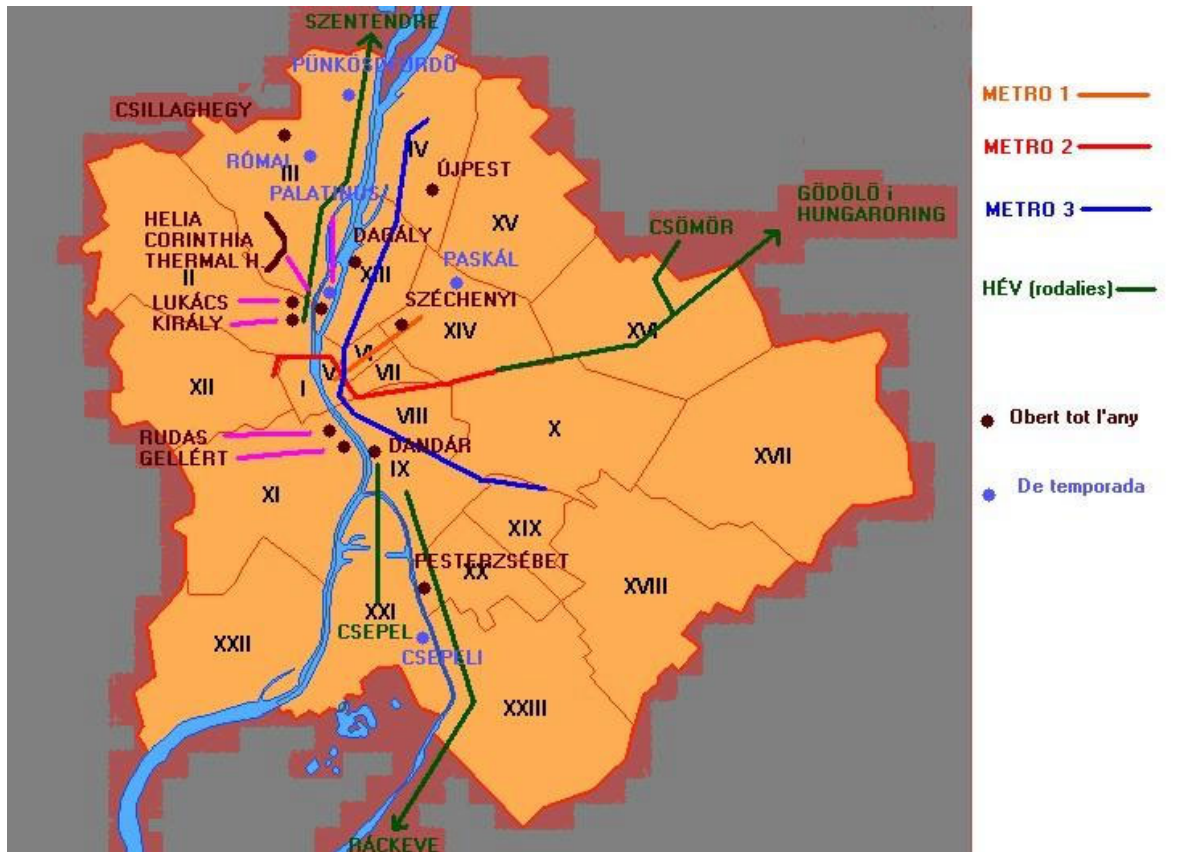 SZENTENDRE
PÜNKÖSDFÜRDÖ
CSILLAGHEGY
RÓMAI
III
IV
ÚJPEST
PALATINUS
XV
HELIA
CORINTHIA
THERMAL H.
II
DAGÁLY
XIII
PASKÁL
CSÖMÖR
GÖDÖLÖ i
HUNGARORING
LUKÁCS
KIRÁLY
SZÉCHENYI
XIV
XVI
VI
V
VII
I
XII
VIII
X
XVII
RUDAS
GELLÉRT
DANDÁR
IX
XI
XIX
PESTERZSÉBET
XX
XVIII
XXI
CSEPEL
XXII
CSEPELI
XXIII
RÁCKEVE
METRO 1
METRO 2
METRO 3
HÉV (rodalies)
Obert tot l'any
De temporada